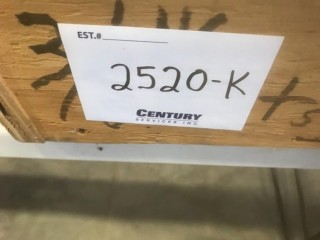 EST.#
2520-K
CENTURY
SERVICES INC.